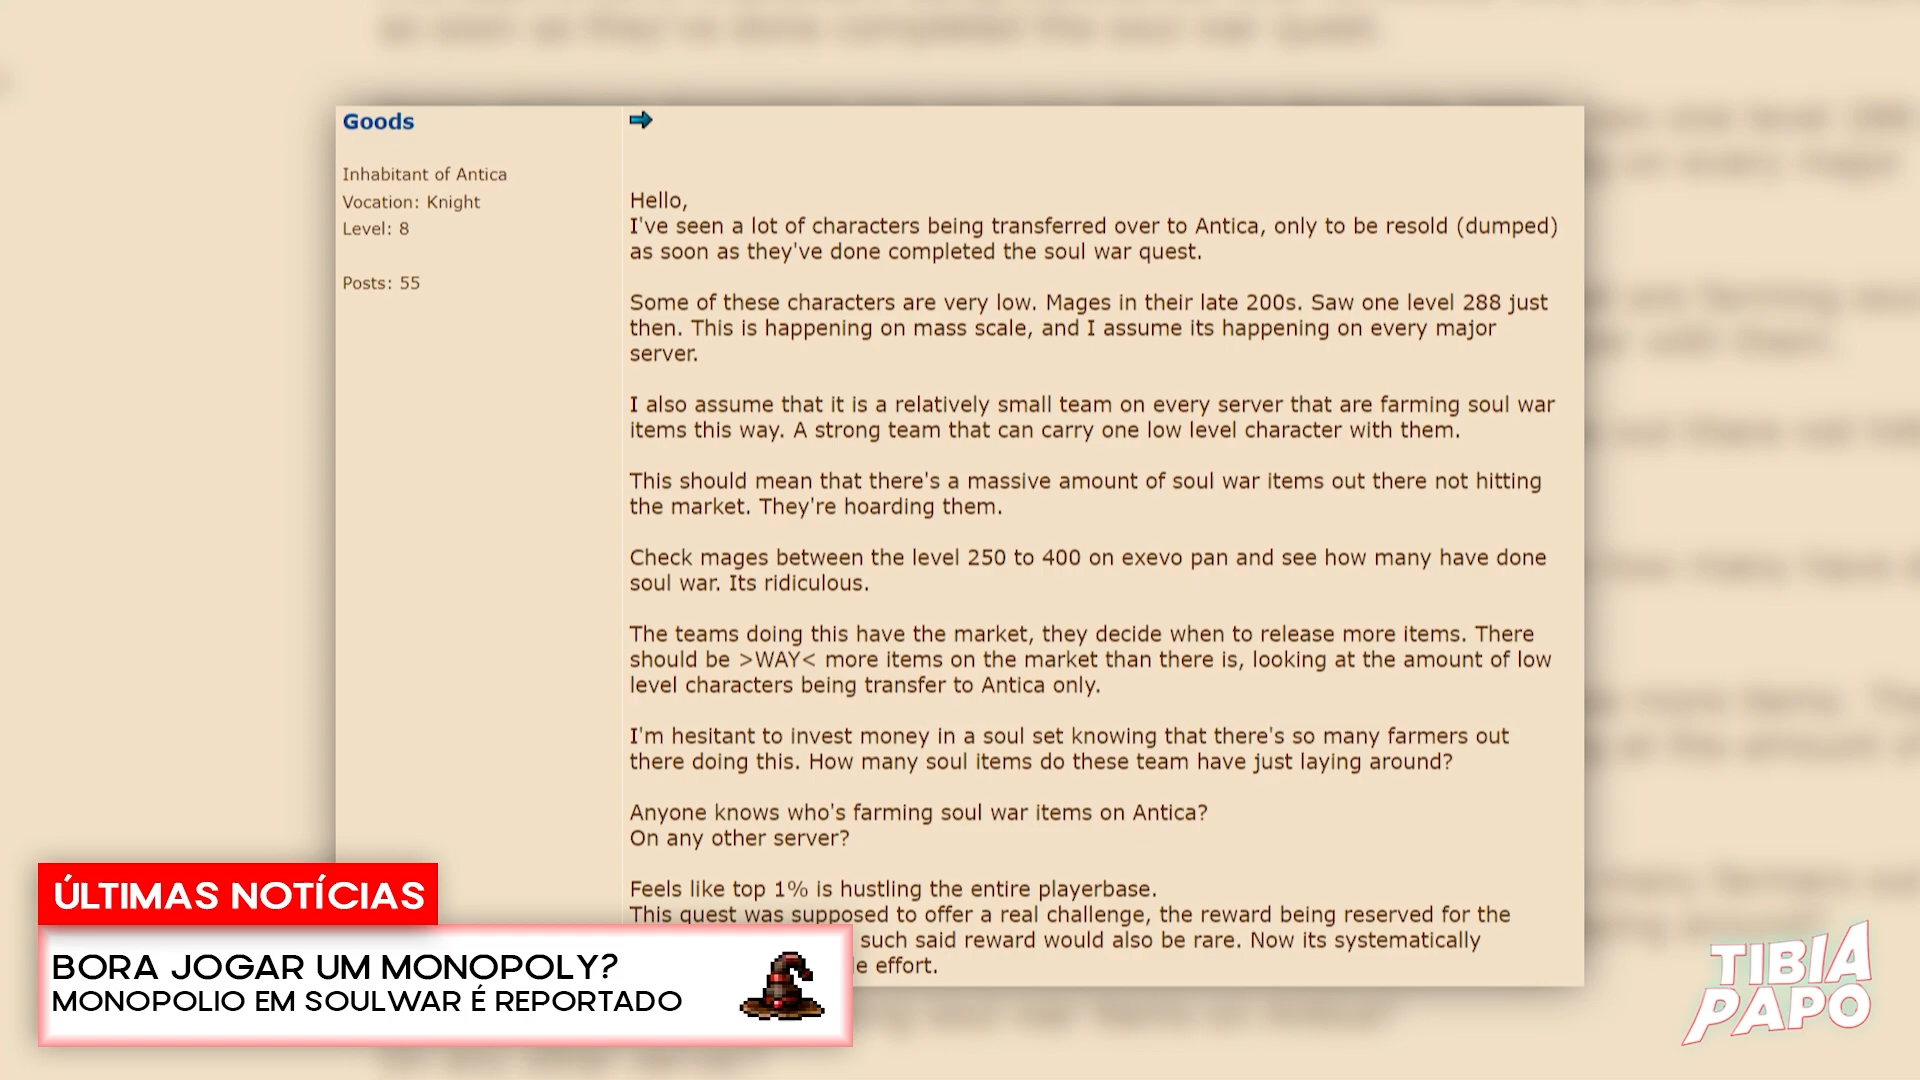 Goods
Inhabitant of Antica
Vocation: Knight
Level: 8
Posts: 55
Hello,
I've seen a lot of characters being transferred over to Antica, only to be resold (dumped)
as soon as they've done completed the soul war quest.
Some of these characters are very low. Mages in their late 200s. Saw one level 288 just
then. This is happening on mass scale, and I assume its happening on every major
server.
I also assume that it is a relatively small team on every server that are farming soul war
items this way. A strong team that can carry one low level character with them.
This should mean that there's a massive amount of soul war items out there not hitting
the market. They're hoarding them.
Check mages between the level 250 to 400 on exevo pan and see how many have done
soul war. Its ridiculous.
The teams doing this have the market, they decide when to release more items. There
should be >WAY< more items on the market than there is, looking at the amount of low
level characters being transfer to Antica only.
I'm hesitant to invest money in a soul set knowing that there's so many farmers out
there doing this. How many soul items do these team have just laying around?
Anyone knows who's farming soul war items on Antica?
On any other server?
Feels like top 1% is hustling the entire playerbase.
This quest was supposed to offer a real challenge, the reward being reserved for the
such said reward would also be rare. Now its systematically
effort.
ÚLTIMAS NOTÍCIAS
BORA JOGAR UM MONOPOLY?
MONOPOLIO EM SOULWAR É REPORTADO
TIBIA
PAPO